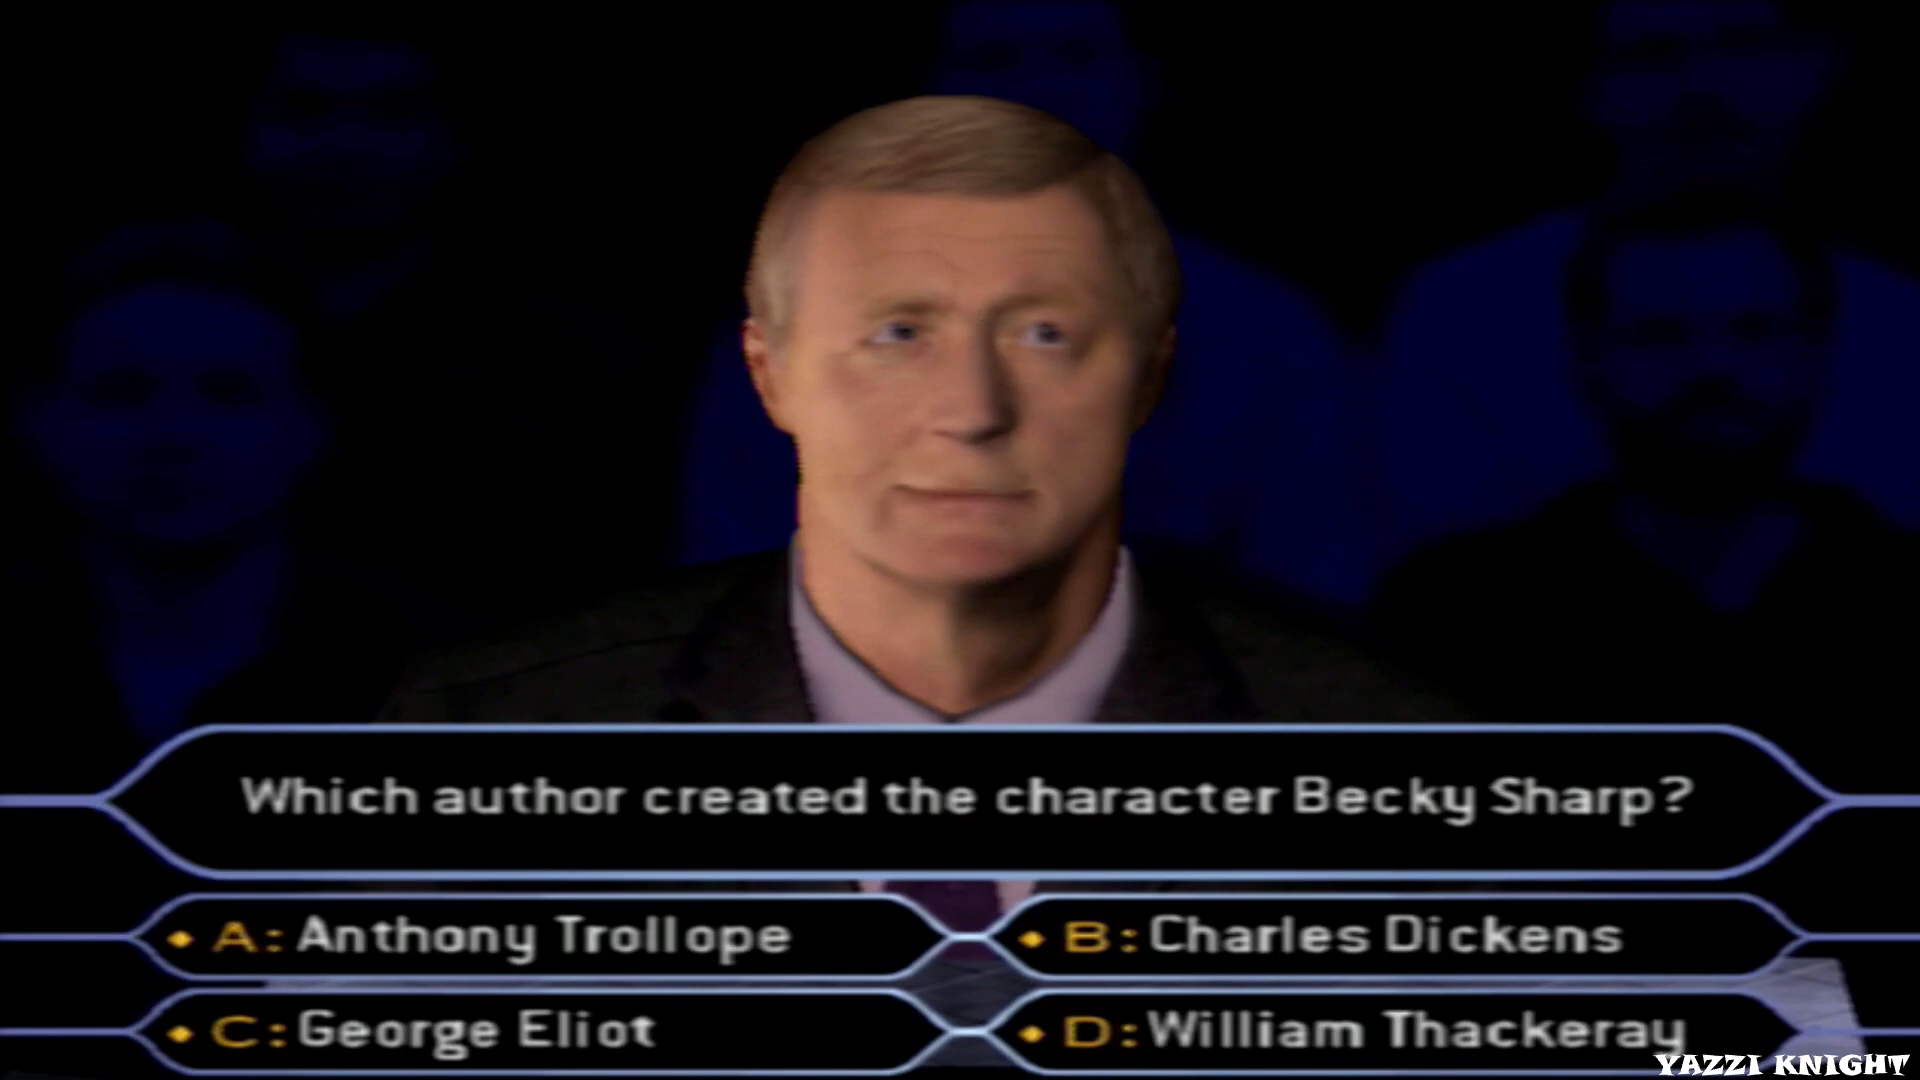 Which author created the character Becky Sharp?
A: Anthony Trollope
B: Charles Dickens
C: George Eliot
D: William Thackeray
YAZZI KNIGHT